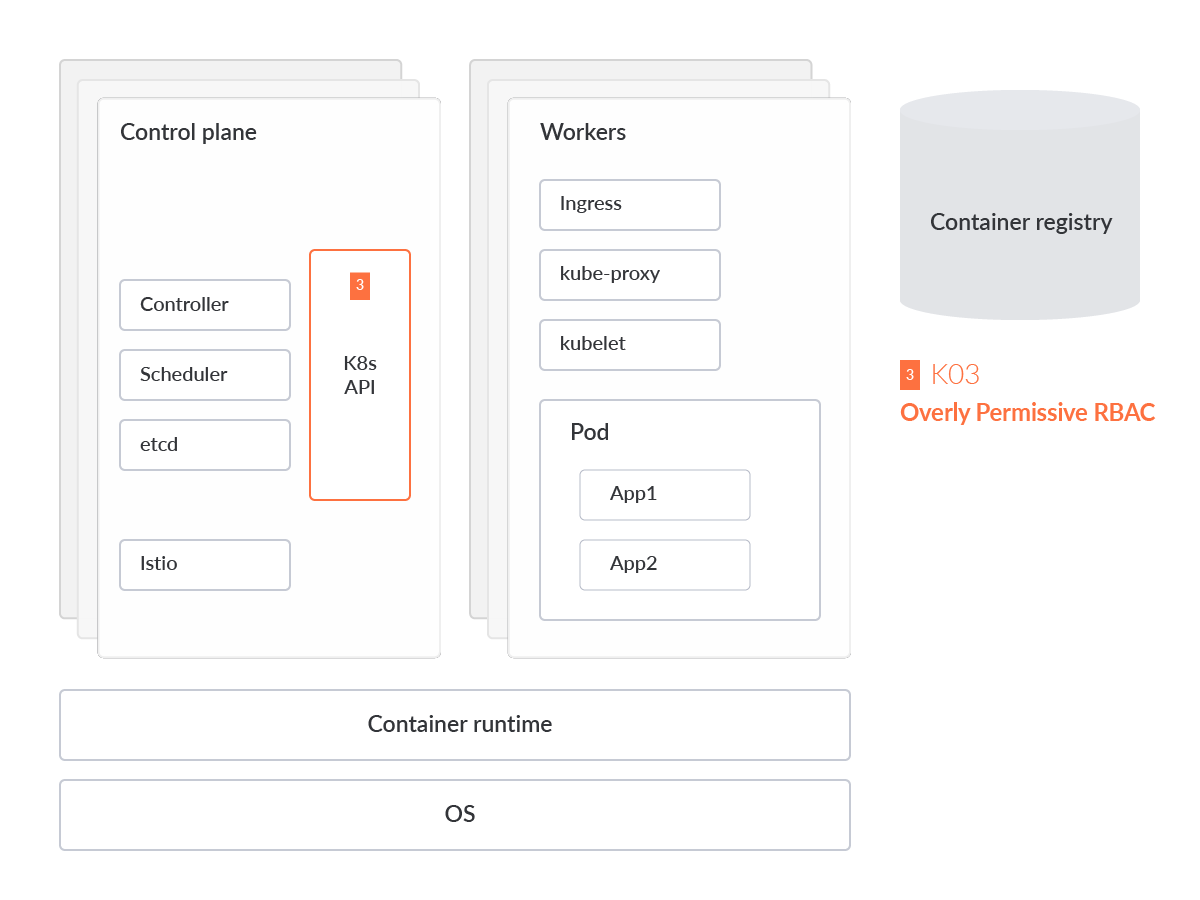 Control plane
Controller
Scheduler
etcd
Istio
3
K8s
API
Workers
Ingress
kube-proxy
kubelet
Pod
App1
App2
Container registry
3 K03
Overly Permissive RBAC
Container runtime
OS